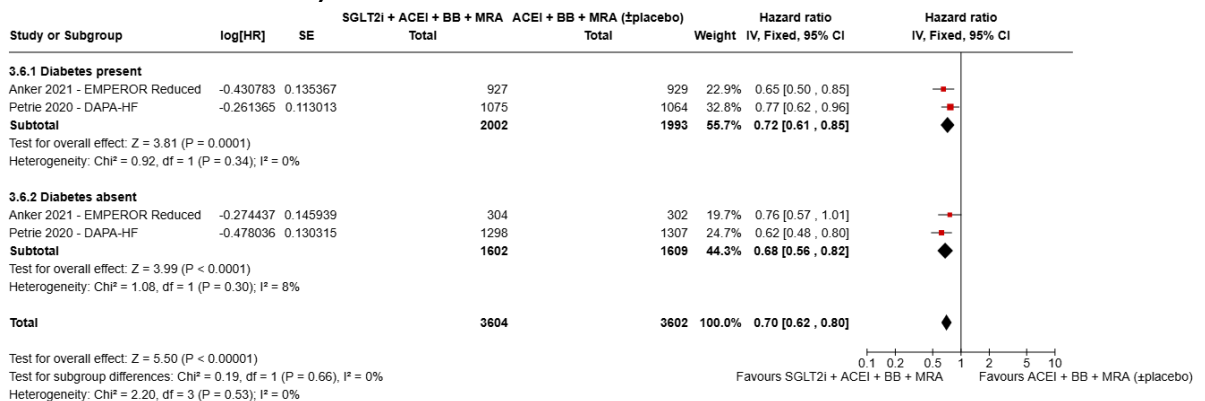 SGLT2i + ACEI + BB + MRA ACEI + BB + MRA (±placebo) Hazard ratio Hazard ratio
Study or Subgroup log[HR] SE Total Total Weight IV, Fixed, 95% CI IV, Fixed, 95% CI
3.6.1 Diabetes present
Anker 2021 - EMPEROR Reduced -0.430783 0.135367 927 929 22.9% 0.65 [0.50 , 0.85]
Petrie 2020 - DAPA-HF -0.261365 0.113013 1075 1064 32.8% 0.77 [0.62 , 0.96]
Subtotal 2002 1993 55.7% 0.72 [0.61 , 0.85]
Test for overall effect: Z = 3.81 (P = 0.0001)
Heterogeneity: Chi² = 0.92, df = 1 (P = 0.34); I² = 0%
3.6.2 Diabetes absent
Anker 2021 - EMPEROR Reduced -0.274437 0.145939 304 302 19.7% 0.76 [0.57 , 1.01]
Petrie 2020 - DAPA-HF -0.478036 0.130315 1298 1307 24.7% 0.62 [0.48 , 0.80]
Subtotal 1602 1609 44.3% 0.68 [0.56 , 0.82]
Test for overall effect: Z = 3.99 (P < 0.0001)
Heterogeneity: Chi² = 1.08, df = 1 (P = 0.30); I² = 8%
Total 3604 3602 100.0% 0.70 [0.62 , 0.80]
Test for overall effect: Z = 5.50 (P < 0.00001)
0.1 0.2 0.5 1 2 5 10
Test for subgroup differences: Chi² = 0.19, df = 1 (P = 0.66), I² = 0%
Favours SGLT2i + ACEI + BB + MRA Favours ACEI + BB + MRA (±placebo)
Heterogeneity: Chi² = 2.20, df = 3 (P = 0.53); I² = 0%